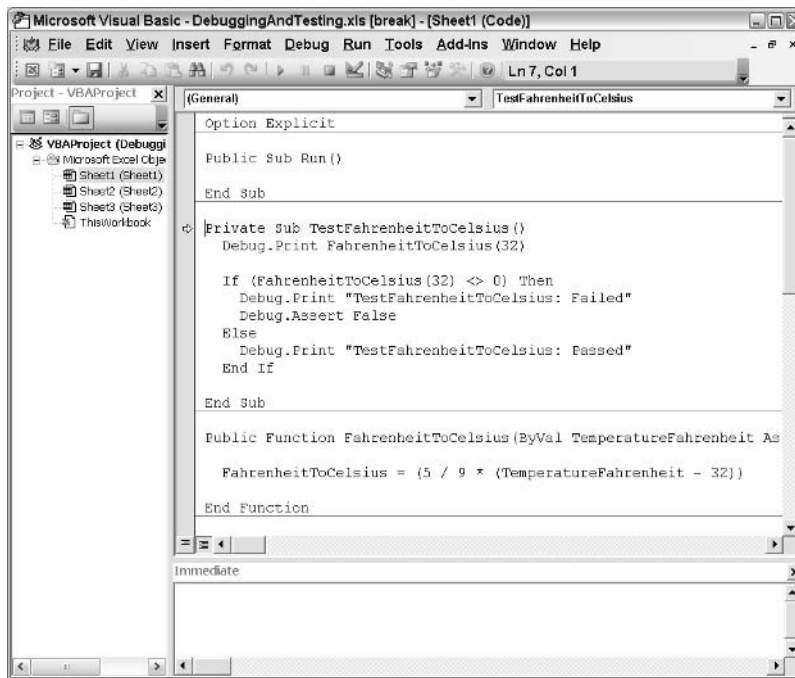 Microsoft Visual Basic - DebuggingAndTesting.xls [break] - [Sheet1 (Code)]
File Edit View Insert Format Debug Run Tools Add-Ins Window Help
Ln 7, Col 1
Project - VBAProject
VBAProject (Debuggi
Microsoft Excel Obje
Sheet1 (Sheet1)
Sheet2 (Sheet2)
Sheet3 (Sheet3)
ThisWorkbook
(General)
TestFahrenheitToCelsius
Option Explicit
Public Sub Run()
End Sub
Private Sub TestFahrenheitToCelsius()
Debug.Print FahrenheitToCelsius(32)
If (FahrenheitToCelsius(32) <> 0) Then
Debug.Print "TestFahrenheitToCelsius: Failed"
Debug.Assert False
Else
Debug.Print "TestFahrenheitToCelsius: Passed"
End If
End Sub
Public Function FahrenheitToCelsius(ByVal TemperatureFahrenheit As
FahrenheitToCelsius = (5 / 9 * (TemperatureFahrenheit - 32))
End Function
Immediate